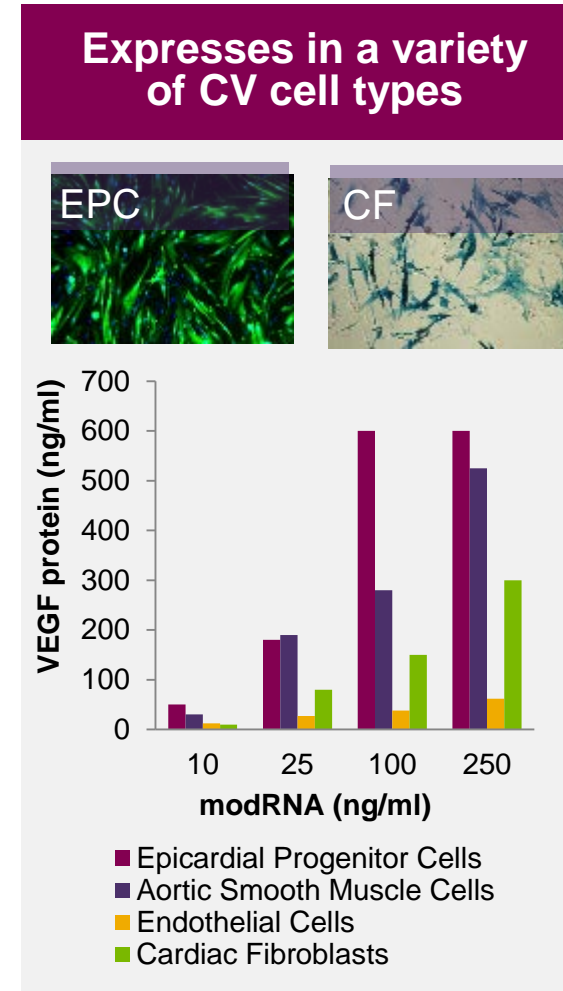 Expresses in a variety
of CV cell types
EPC
CF
VEGF protein (ng/ml)
700
600
500
400
300
200
100
0
10 25 100 250
modRNA (ng/ml)
Epicardial Progenitor Cells
Aortic Smooth Muscle Cells
Endothelial Cells
Cardiac Fibroblasts